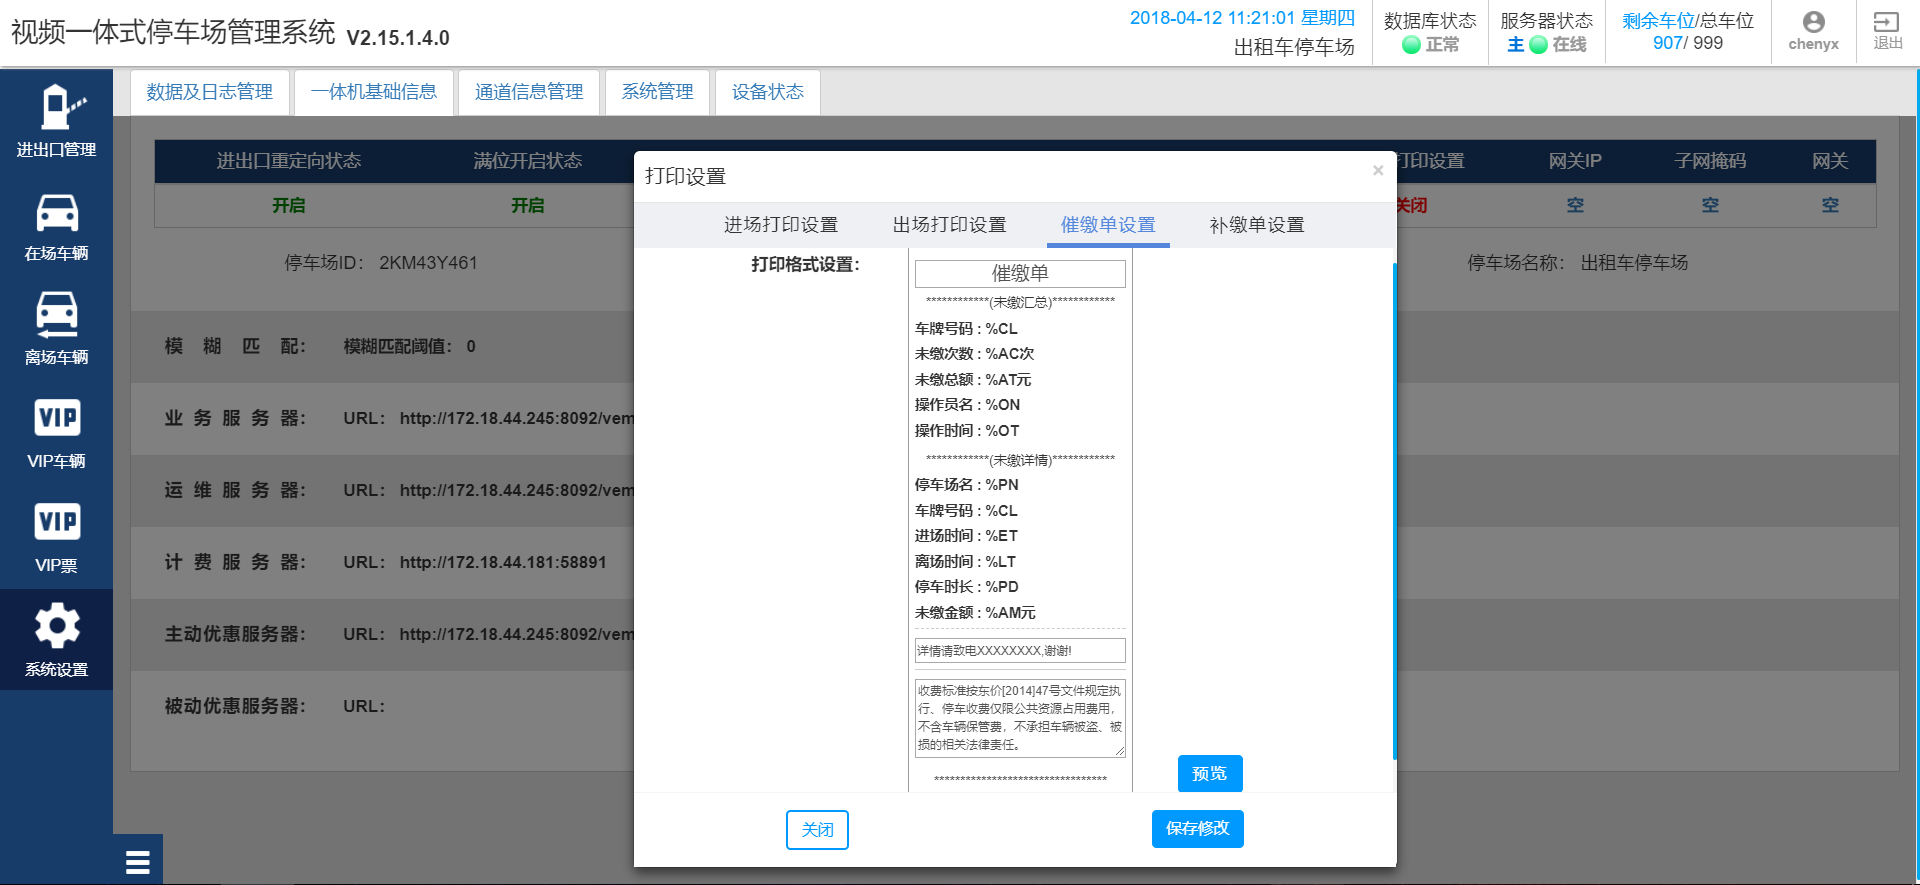 视频一体式停车场管理系统 V2.15.1.4.0
2018-04-12 11:21:01 星期四
出租车停车场
数据库状态
正常
服务器状态
主 在线
剩余车位/总车位
907/ 999
chenyx
退出
进出口管理
在场车辆
离场车辆
VIP
VIP车辆
VIP
VIP票
系统设置
数据及日志管理
一体机基础信息
通道信息管理
系统管理
设备状态
进出口重定向状态 满位开启状态 打印设置 网关IP 子网掩码 网关
开启 开启 关闭 空 空 空
停车场ID： 2KM43Y461
停车场名称： 出租车停车场
模糊匹配： 模糊匹配阈值： 0
业务服务器： URL： http://172.18.44.245:8092/vem
运维服务器： URL： http://172.18.44.245:8092/vem
计费服务器： URL： http://172.18.44.181:58891
主动优惠服务器： URL： http://172.18.44.245:8092/vem
被动优惠服务器： URL：
打印设置 ×
进场打印设置 出场打印设置 催缴单设置 补缴单设置
打印格式设置：
催缴单
************(未缴汇总)************
车牌号码 : %CL
未缴次数 : %AC次
未缴总额 : %AT元
操作员名 : %ON
操作时间 : %OT
************(未缴详情)************
停车场名 : %PN
车牌号码 : %CL
进场时间 : %ET
离场时间 : %LT
停车时长 : %PD
未缴金额 : %AM元
详情请致电XXXXXXXX,谢谢!
收费标准按东价[2014]47号文件规定执
行、停车收费仅限公共资源占用费用，
不含车辆保管费，不承担车辆被盗、被
损的相关法律责任。
*********************************
预览
关闭
保存修改